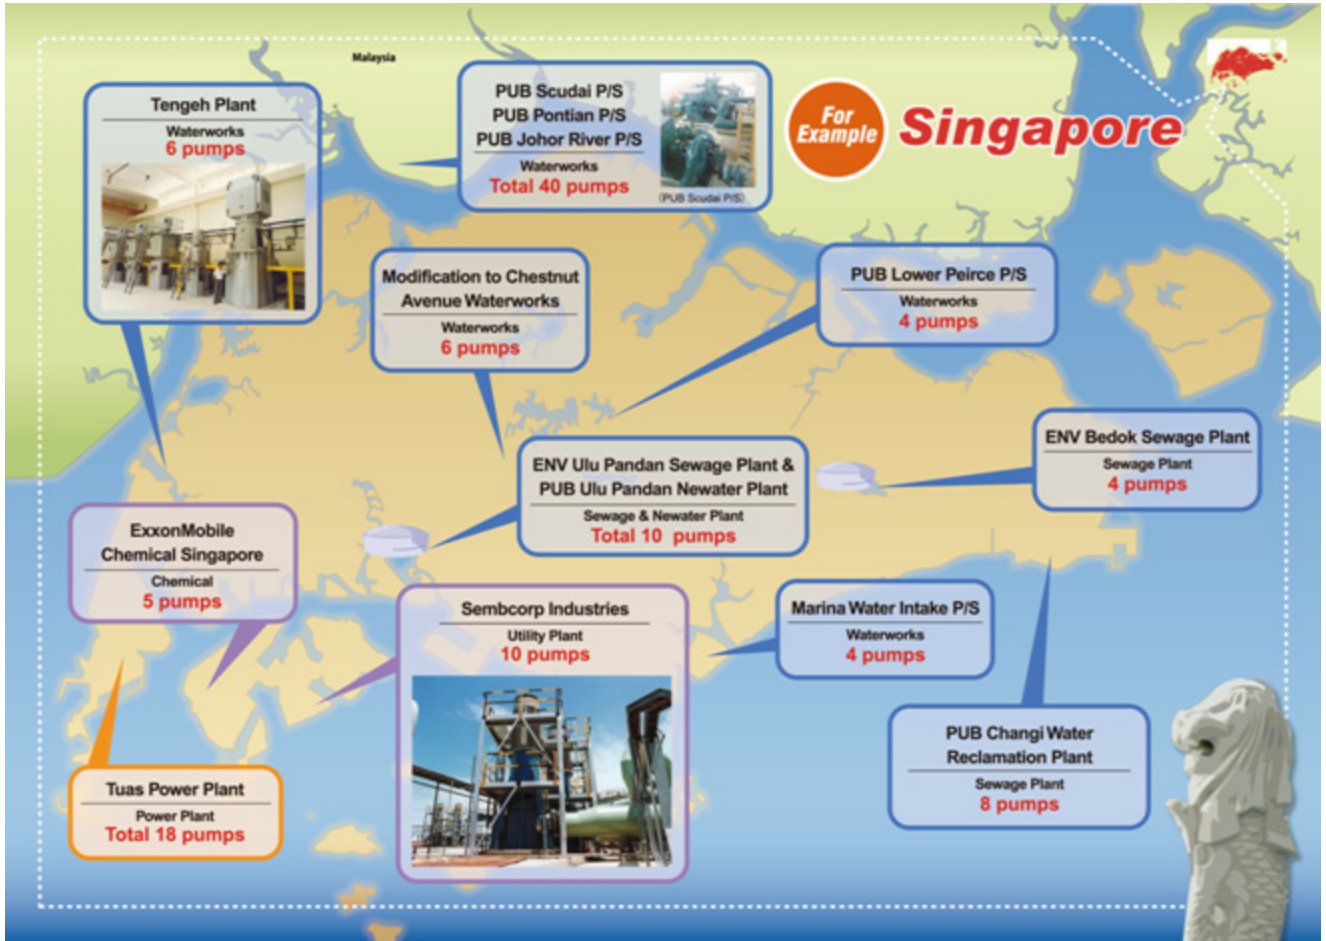 Malaysia
Tengeh Plant
Waterworks
6 pumps
PUB Scudai P/S
PUB Pontian P/S
PUB Johor River P/S
Waterworks
Total 40 pumps
(PUB Scudai P/S)
For
Example
Singapore
Modification to Chestnut
Avenue Waterworks
Waterworks
6 pumps
PUB Lower Peirce P/S
Waterworks
4 pumps
ENV Ulu Pandan Sewage Plant &
PUB Ulu Pandan Newater Plant
Sewage & Newater Plant
Total 10 pumps
ENV Bedok Sewage Plant
Sewage Plant
4 pumps
ExxonMobile
Chemical Singapore
Chemical
5 pumps
Sembcorp Industries
Utility Plant
10 pumps
Marina Water Intake P/S
Waterworks
4 pumps
PUB Changi Water
Reclamation Plant
Sewage Plant
8 pumps
Tuas Power Plant
Power Plant
Total 18 pumps